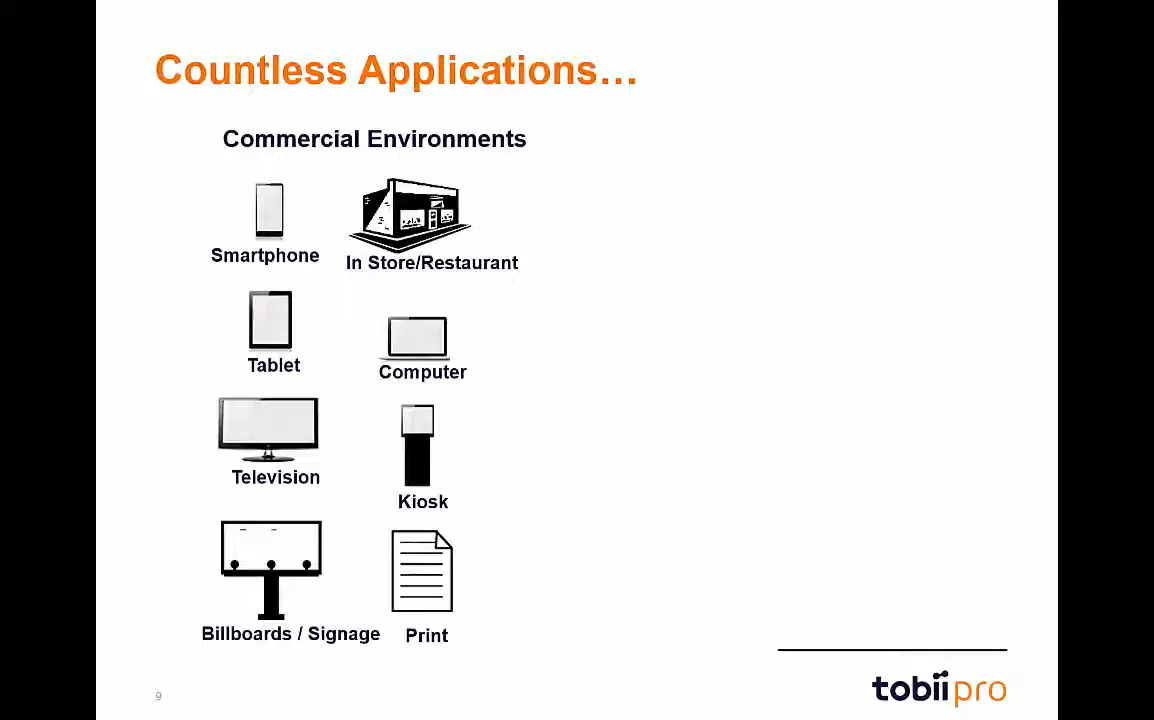 Countless Applications…
Commercial Environments
Smartphone
In Store/Restaurant
Tablet
Computer
Television
Kiosk
Billboards / Signage
Print
9
tobii pro